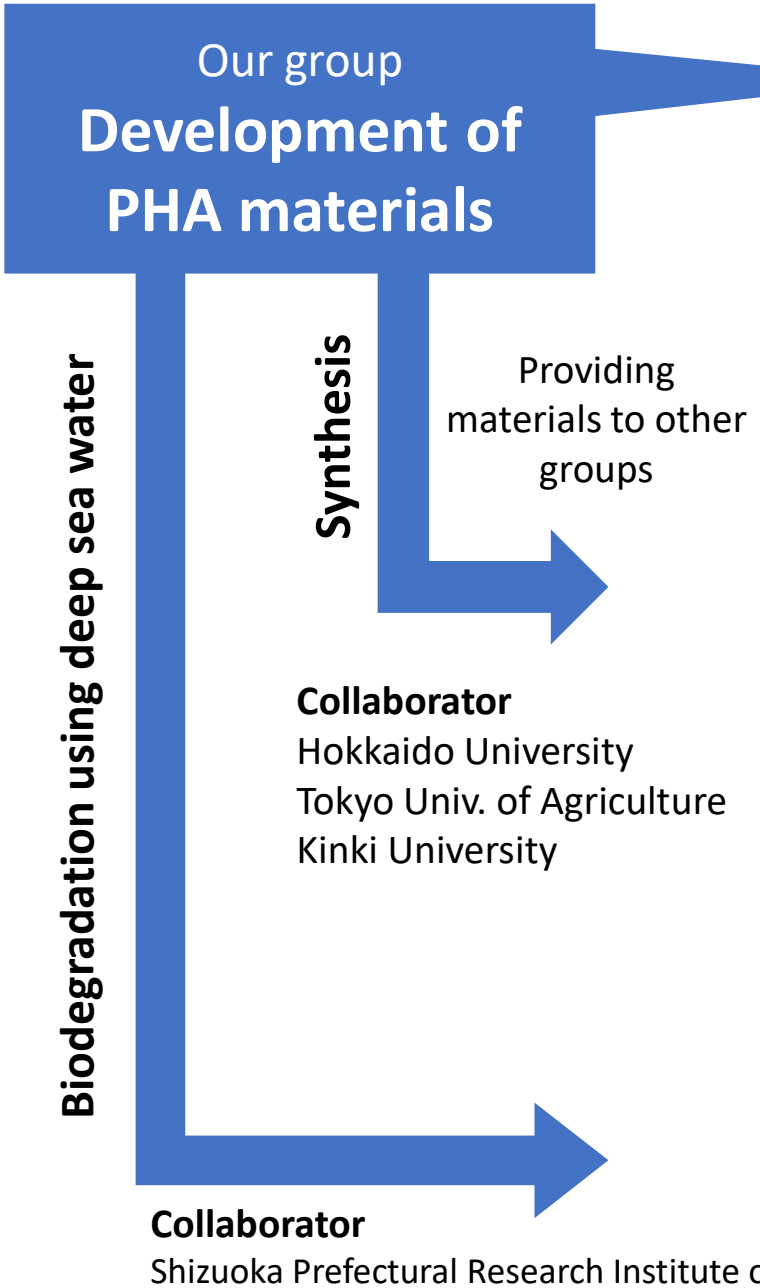 Our group
Development of
PHA materials
Synthesis
Providing
materials to other
groups
Biodegradation using deep sea water
Collaborator
Hokkaido University
Tokyo Univ. of Agriculture
Kinki University
Collaborator
Shizuoka Prefectural Research Institute